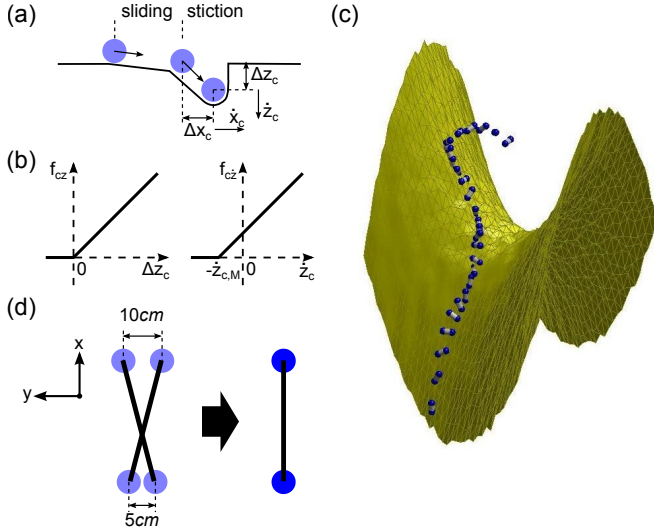 (a)
sliding stiction
Δz_c
ż_c
ẋ_c
Δx_c
(b)
f_cz
0
Δz_c
f_cż
-ż_c,M 0
ż_c
(c)
(d)
10cm
x
y
5cm